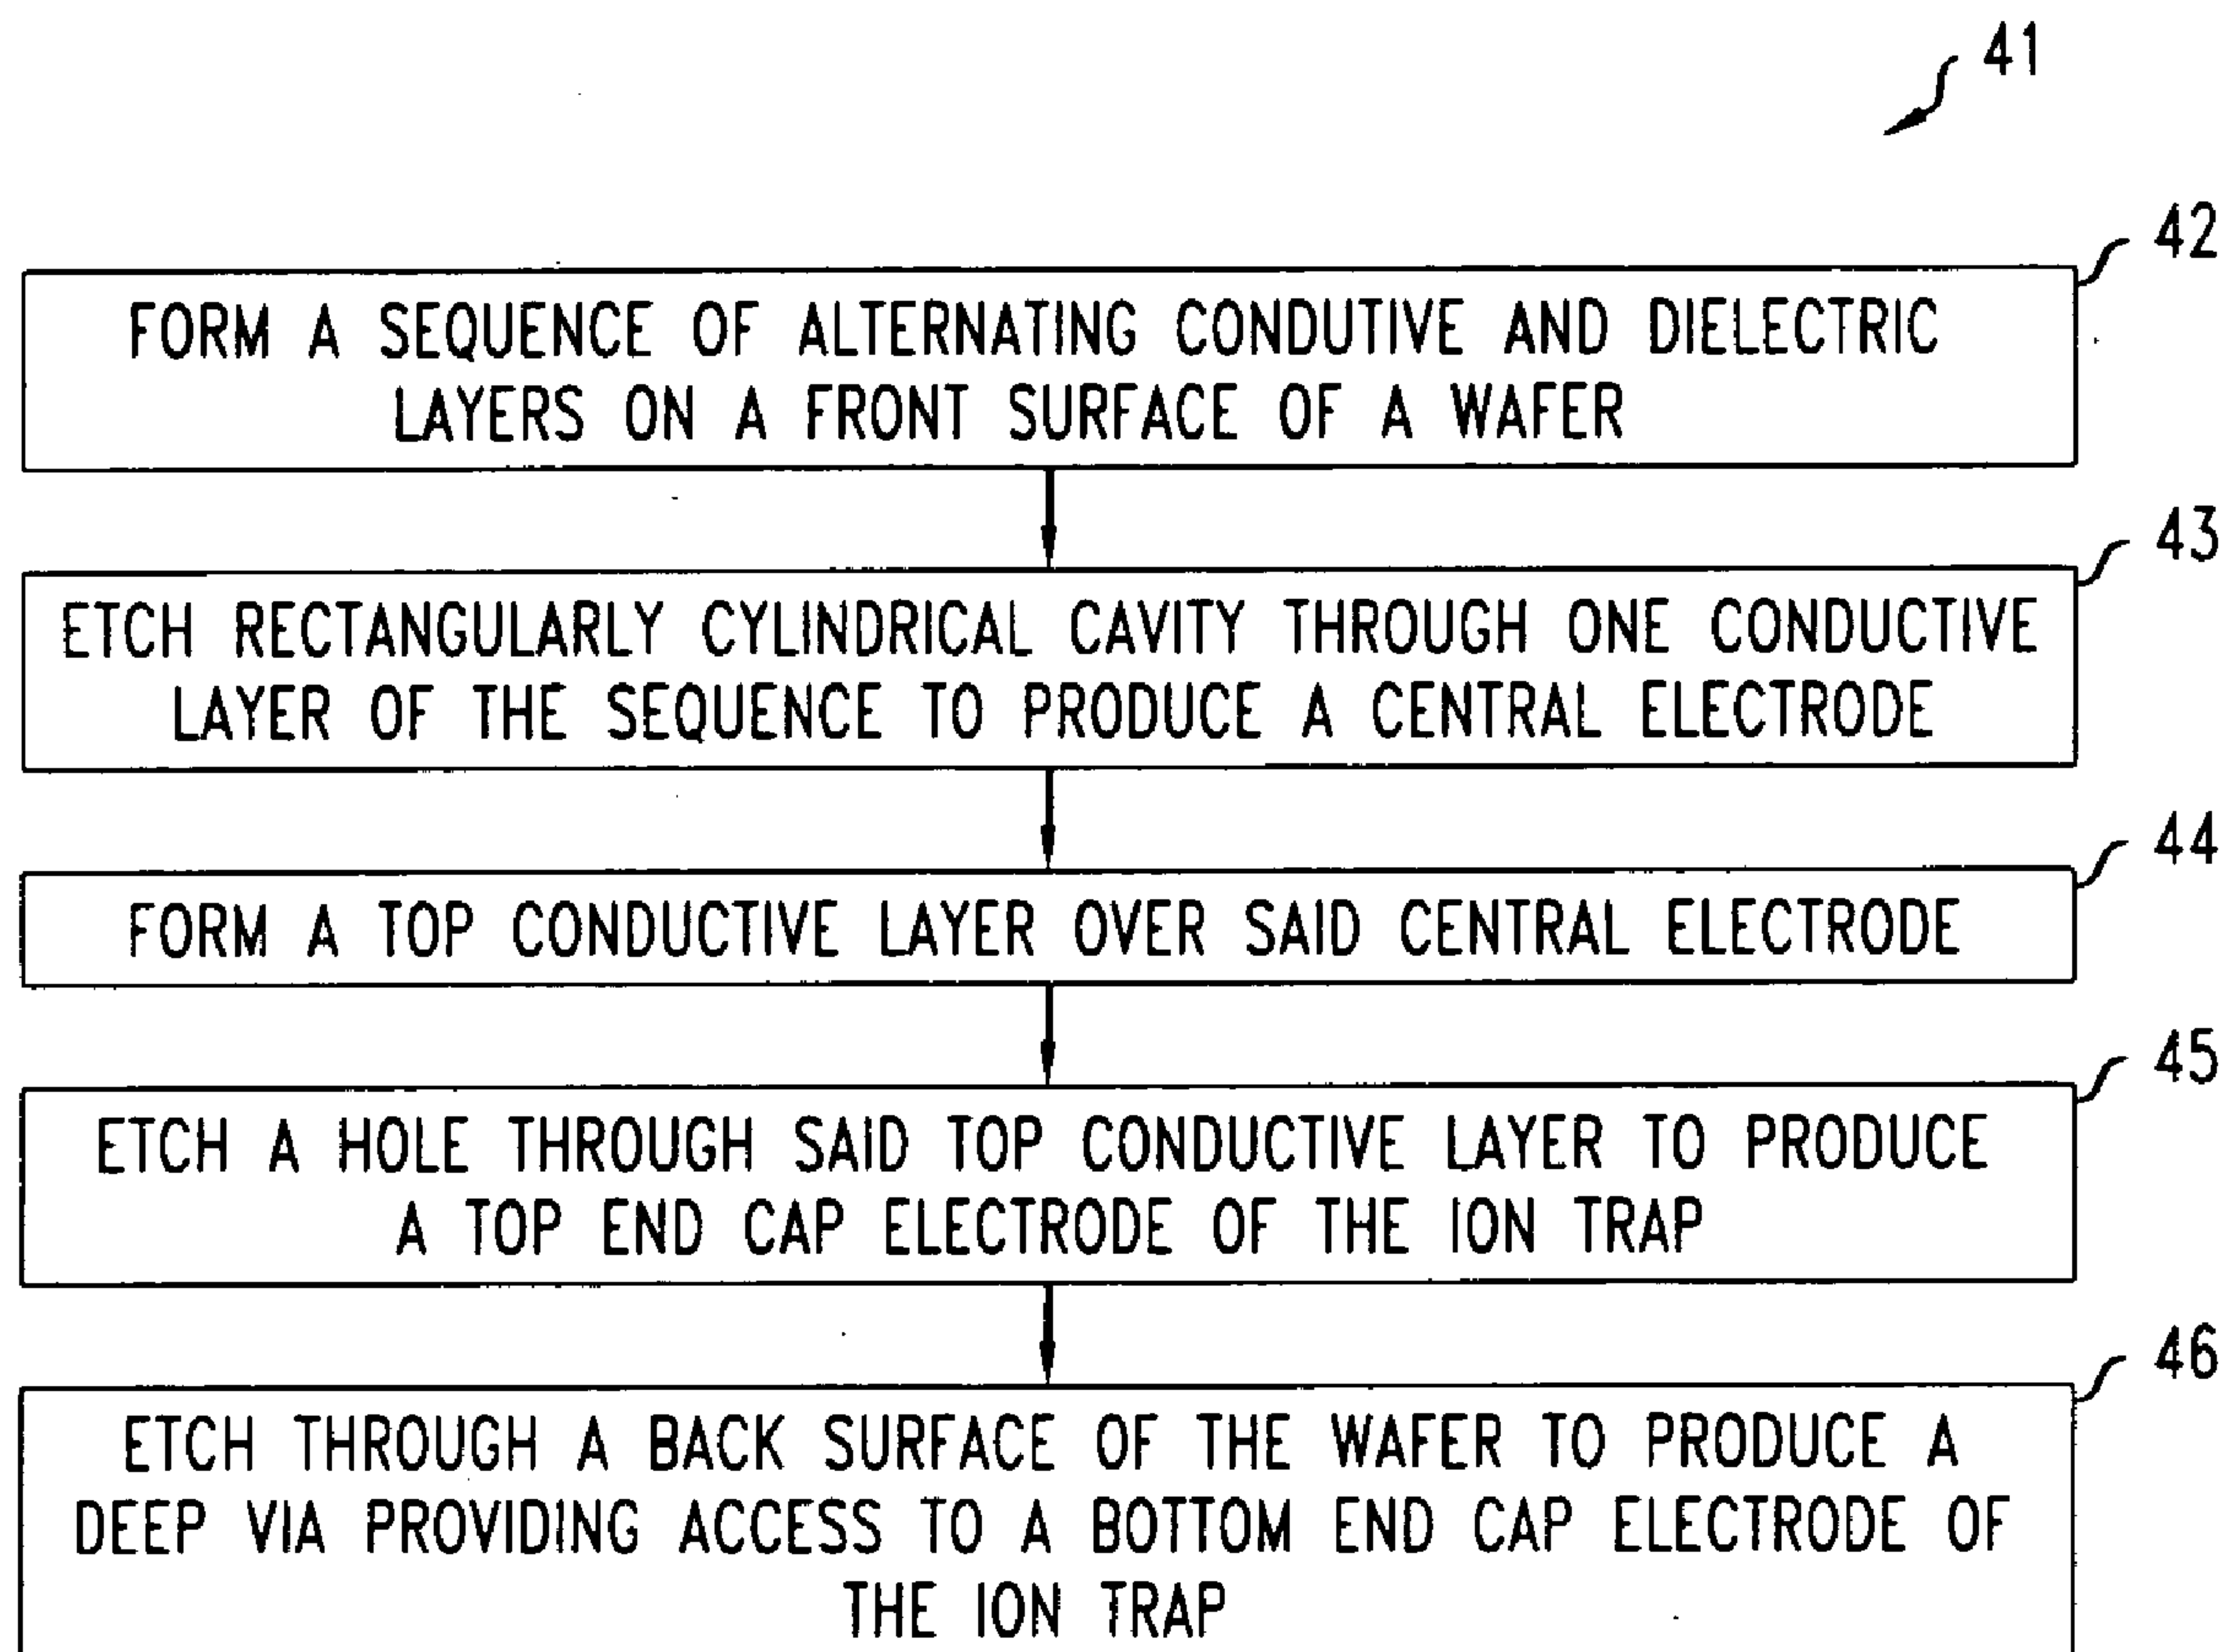 41
42
FORM A SEQUENCE OF ALTERNATING CONDUTIVE AND DIELECTRIC
LAYERS ON A FRONT SURFACE OF A WAFER
43
ETCH RECTANGULARLY CYLINDRICAL CAVITY THROUGH ONE CONDUCTIVE
LAYER OF THE SEQUENCE TO PRODUCE A CENTRAL ELECTRODE
44
FORM A TOP CONDUCTIVE LAYER OVER SAID CENTRAL ELECTRODE
45
ETCH A HOLE THROUGH SAID TOP CONDUCTIVE LAYER TO PRODUCE
A TOP END CAP ELECTRODE OF THE ION TRAP
46
ETCH THROUGH A BACK SURFACE OF THE WAFER TO PRODUCE A
DEEP VIA PROVIDING ACCESS TO A BOTTOM END CAP ELECTRODE OF
THE ION TRAP